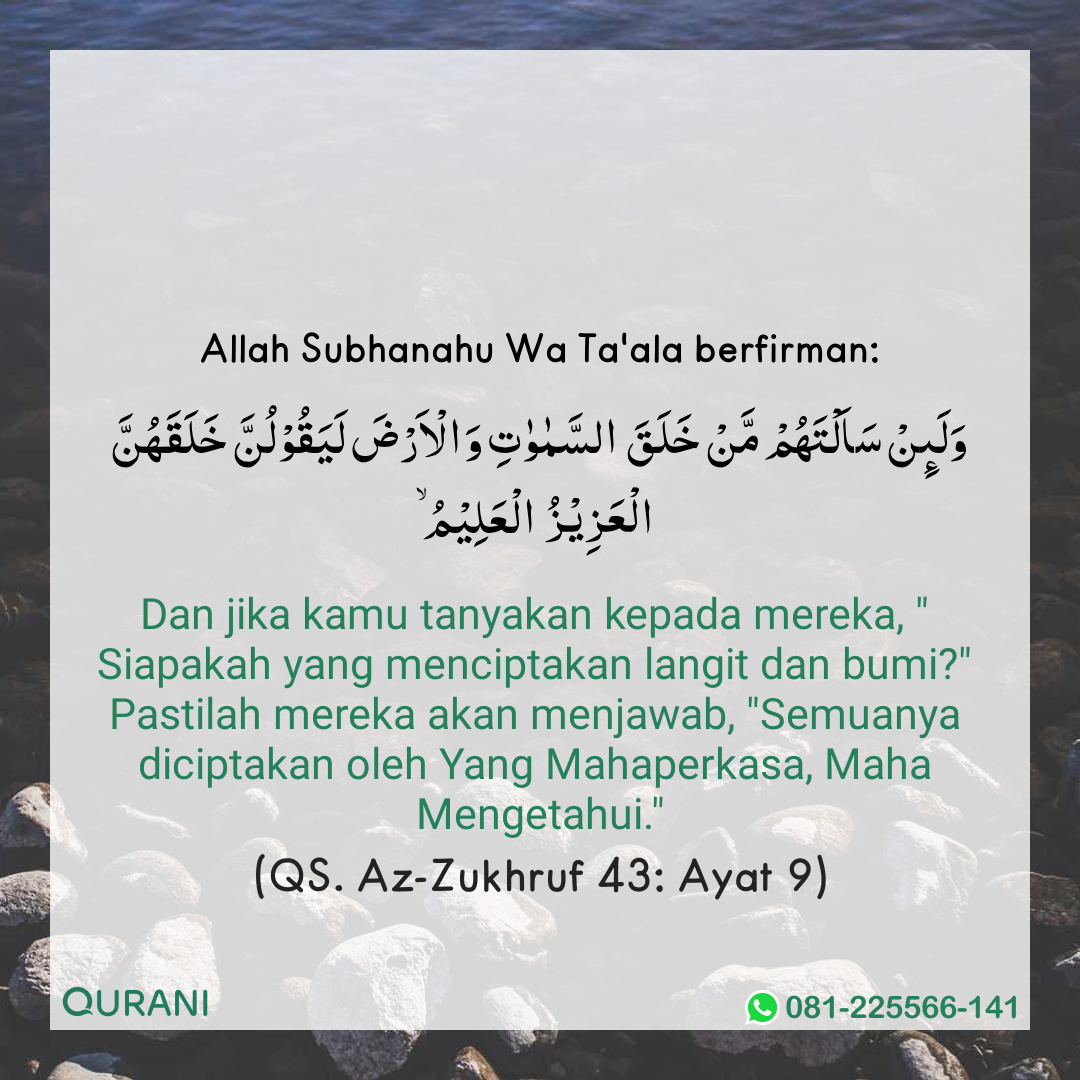 Allah Subhanahu Wa Ta'ala berfirman:
وَلَىِٕنْ سَاَلْتَهُمْ مَّنْ خَلَقَ السَّمٰوٰتِ وَالْاَرْضَ لَيَقُوْلُنَّ خَلَقَهُنَّ
الْعَزِيْزُ الْعَلِيْمُۙ
Dan jika kamu tanyakan kepada mereka, "
Siapakah yang menciptakan langit dan bumi?"
Pastilah mereka akan menjawab, "Semuanya
diciptakan oleh Yang Mahaperkasa, Maha
Mengetahui."
(QS. Az-Zukhruf 43: Ayat 9)
QURANI
081-225566-141